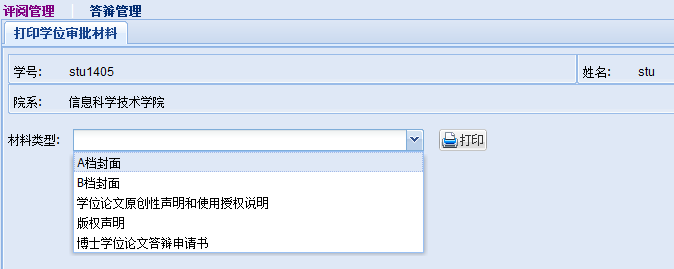 评阅管理 答辩管理
打印学位审批材料
学号: stu1405 姓名: stu
院系: 信息科学技术学院
材料类型: 打印
A档封面
B档封面
学位论文原创性声明和使用授权说明
版权声明
博士学位论文答辩申请书